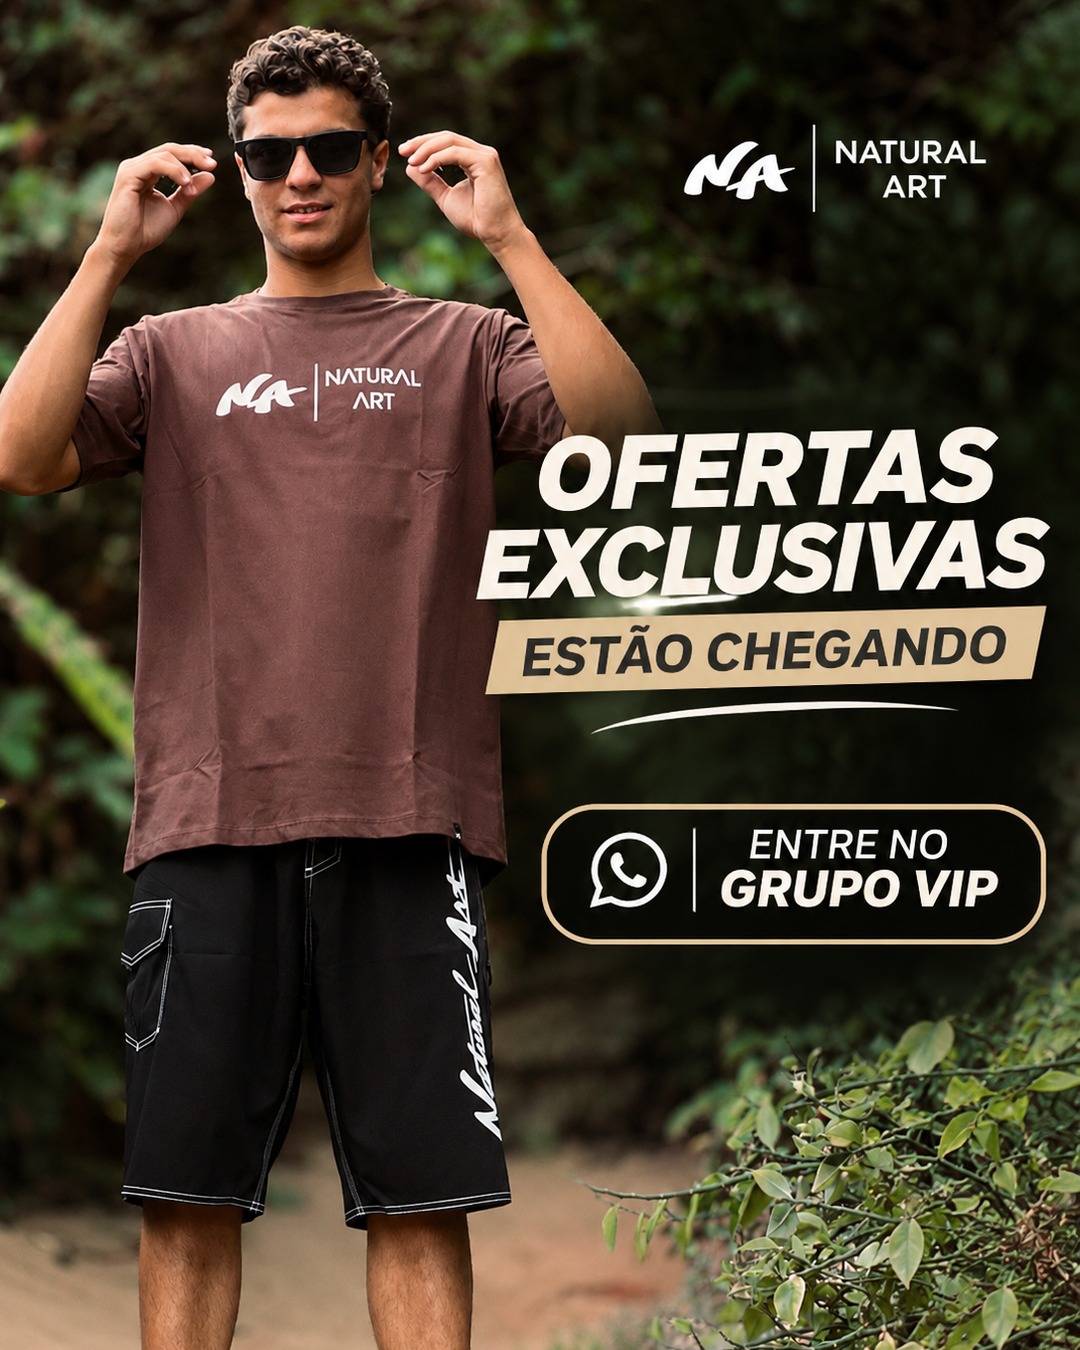 NA
NATURAL
ART
NA
NATURAL
ART
OFERTAS
EXCLUSIVAS
ESTÃO CHEGANDO
ENTRE NO
GRUPO VIP
Natural Art